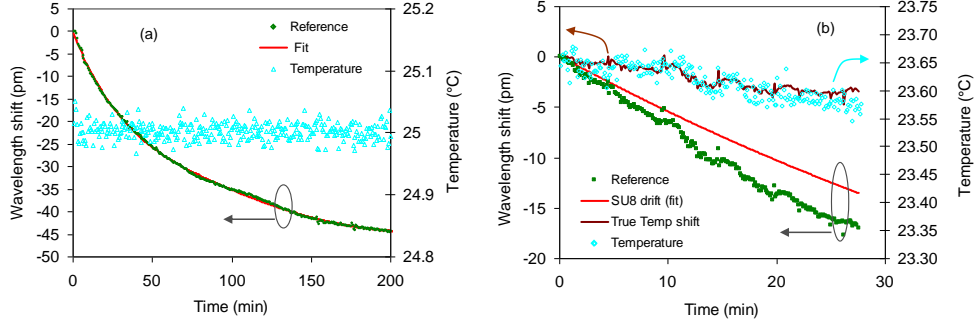 (a)
Reference
Fit
Temperature
5
0
-5
-10
-15
-20
-25
-30
-35
-40
-45
-50
Wavelength shift (pm)
25.2
25.1
25
24.9
24.8
Temperature (°C)
0
50
100
150
200
Time (min)
(b)
Reference
SU8 drift (fit)
True Temp shift
Temperature
5
0
-5
-10
-15
-20
Wavelength shift (pm)
23.75
23.70
23.65
23.60
23.55
23.50
23.45
23.40
23.35
23.30
Temperature (°C)
0
10
20
30
Time (min)